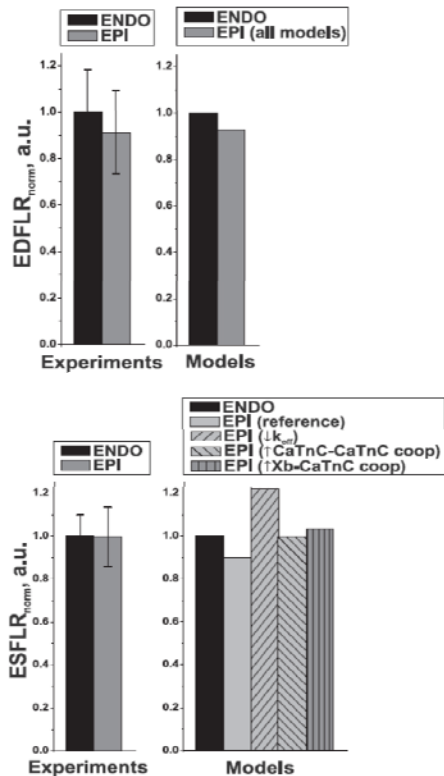 ENDO
EPI
ENDO
EPI (all models)
EDFLRnorm, a.u.
1.2
1.0
0.8
0.6
0.4
0.2
0.0
1.2
1.0
0.8
0.6
0.4
0.2
0.0
Experiments
Models
ENDO
EPI
ENDO
EPI (reference)
EPI (↓keff)
EPI (↑CaTnC-CaTnC coop)
EPI (↑Xb-CaTnC coop)
ESFLRnorm, a.u.
1.2
1.0
0.8
0.6
0.4
0.2
0.0
1.2
1.0
0.8
0.6
0.4
0.2
0.0
Experiments
Models